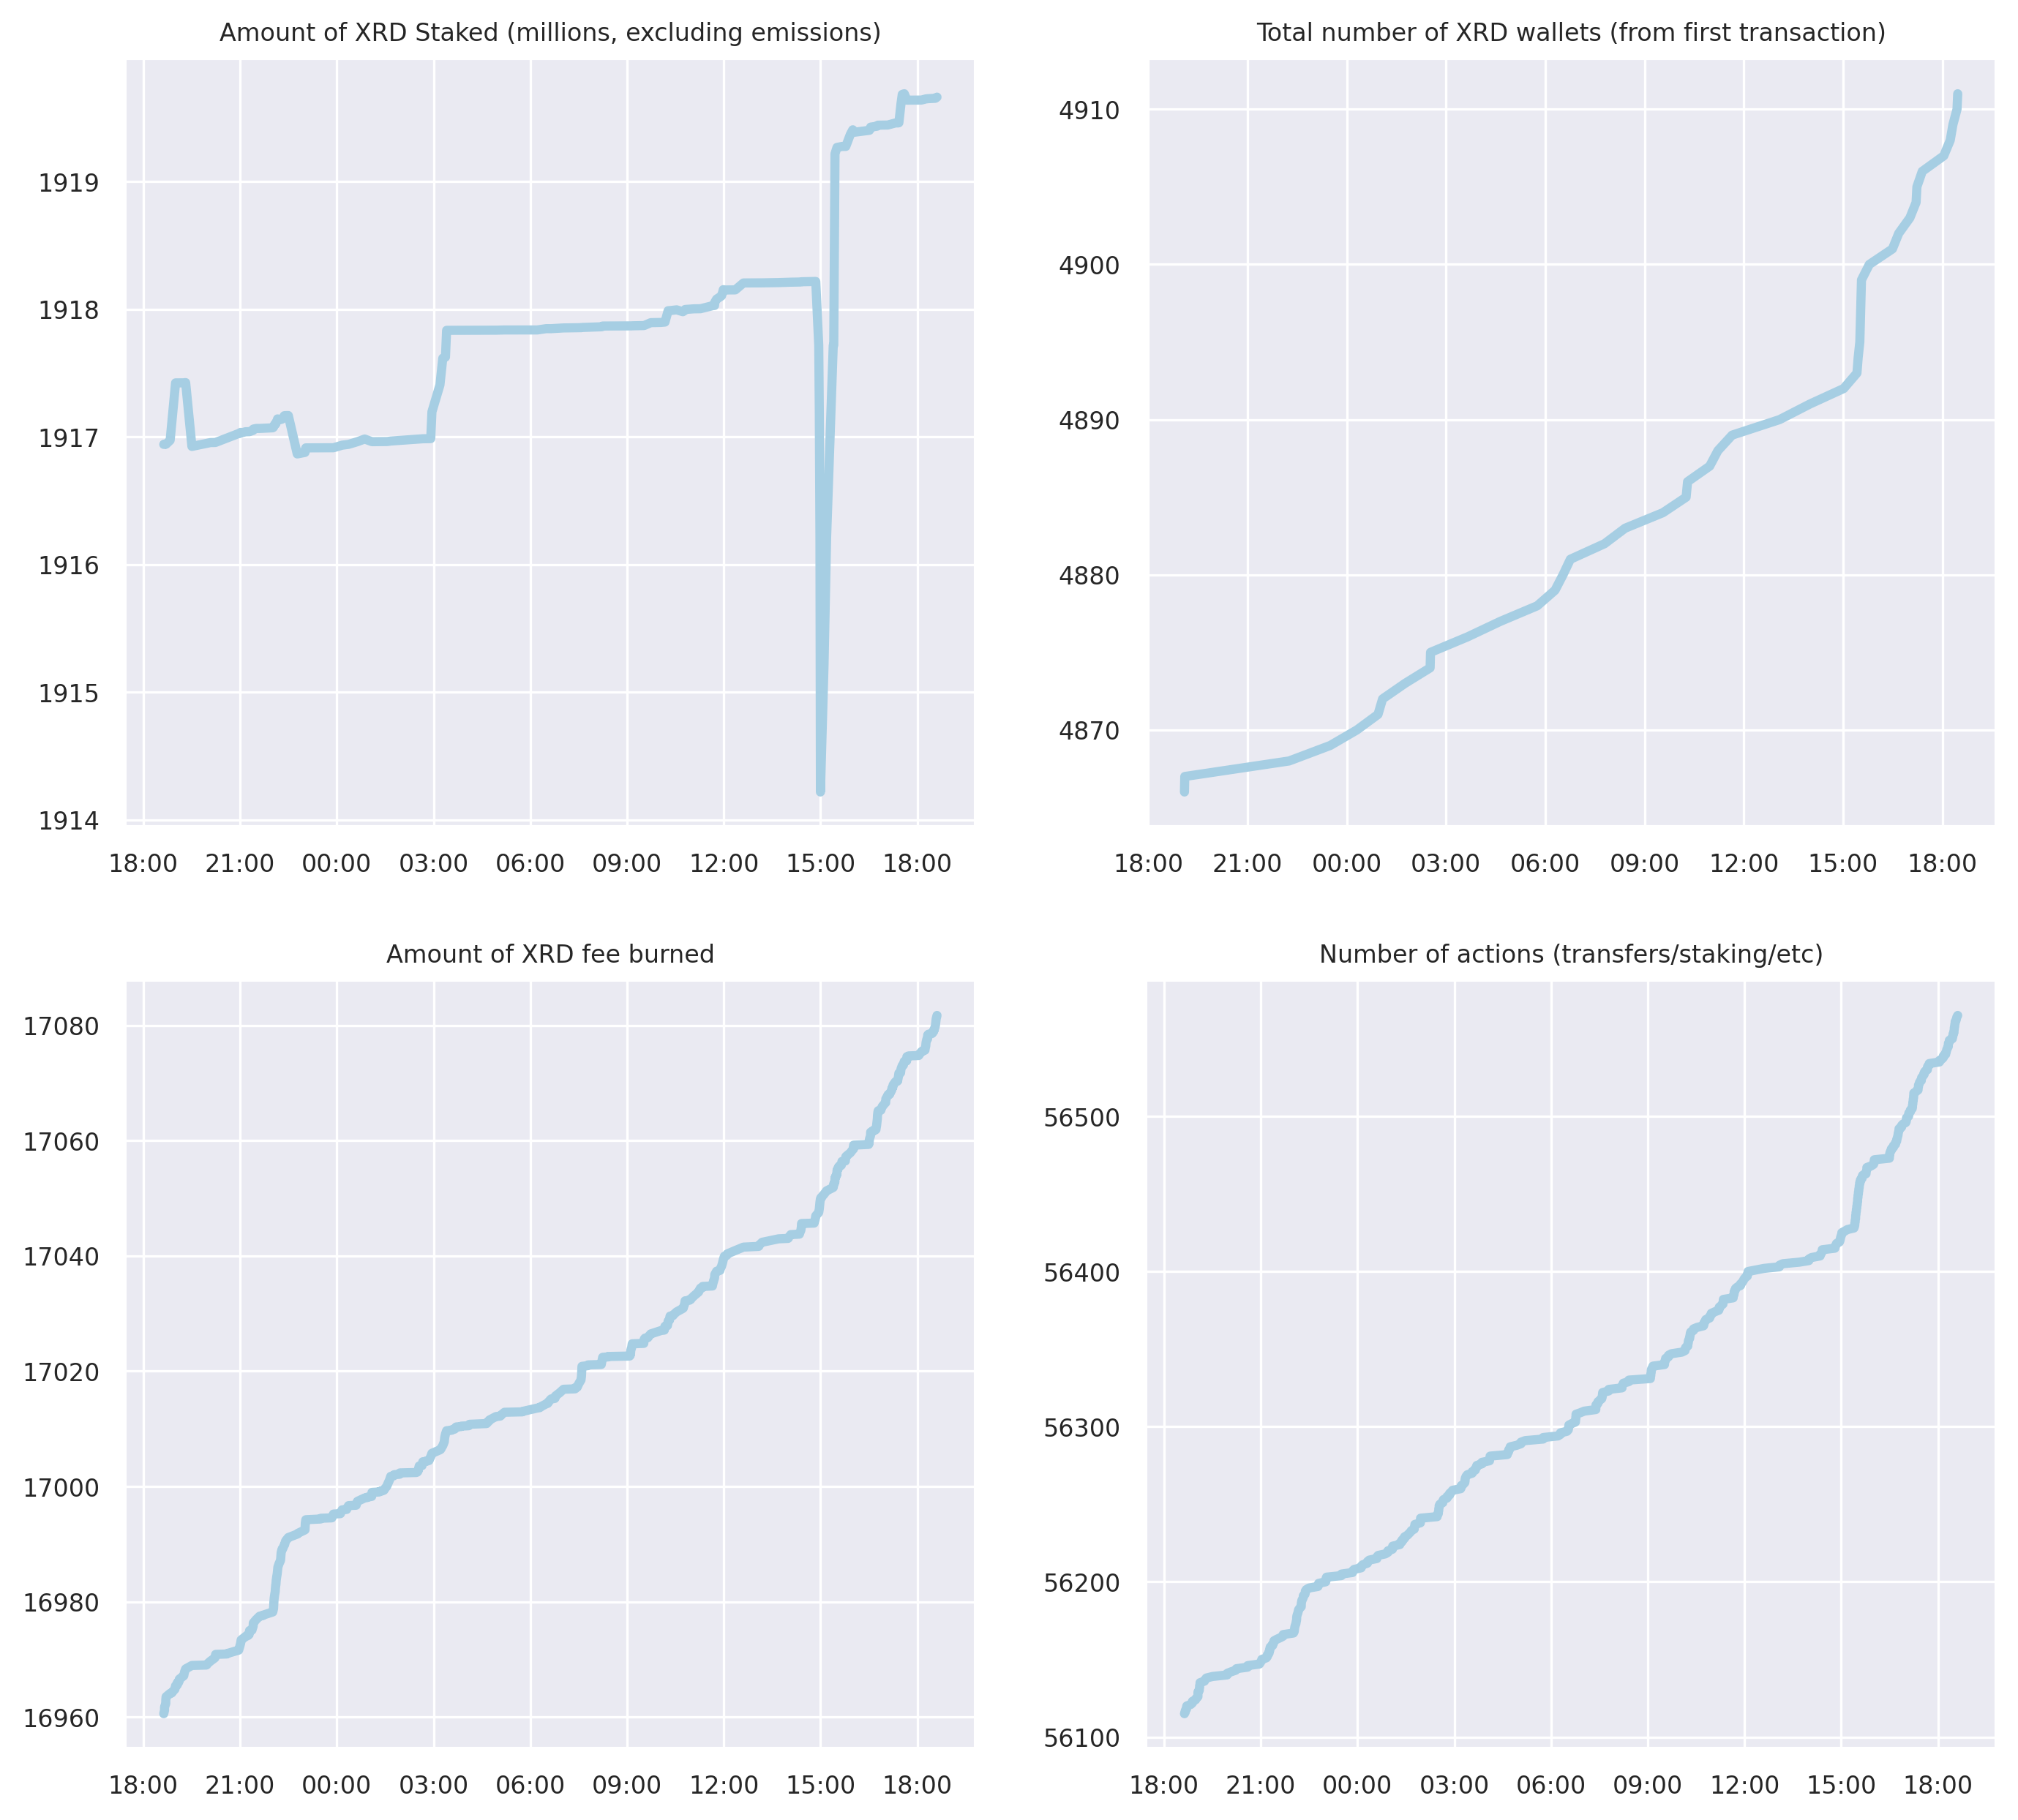 Amount of XRD Staked (millions, excluding emissions)
1919
1918
1917
1916
1915
1914
18:00 21:00 00:00 03:00 06:00 09:00 12:00 15:00 18:00
Total number of XRD wallets (from first transaction)
4910
4900
4890
4880
4870
18:00 21:00 00:00 03:00 06:00 09:00 12:00 15:00 18:00
Amount of XRD fee burned
17080
17060
17040
17020
17000
16980
16960
18:00 21:00 00:00 03:00 06:00 09:00 12:00 15:00 18:00
Number of actions (transfers/staking/etc)
56500
56400
56300
56200
56100
18:00 21:00 00:00 03:00 06:00 09:00 12:00 15:00 18:00